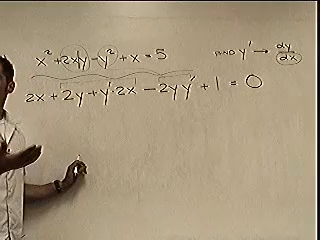 x² + 2xy - y² + x = 5 FIND y' → dy/dx
2x + 2y + y'·2x - 2yy' + 1 = 0